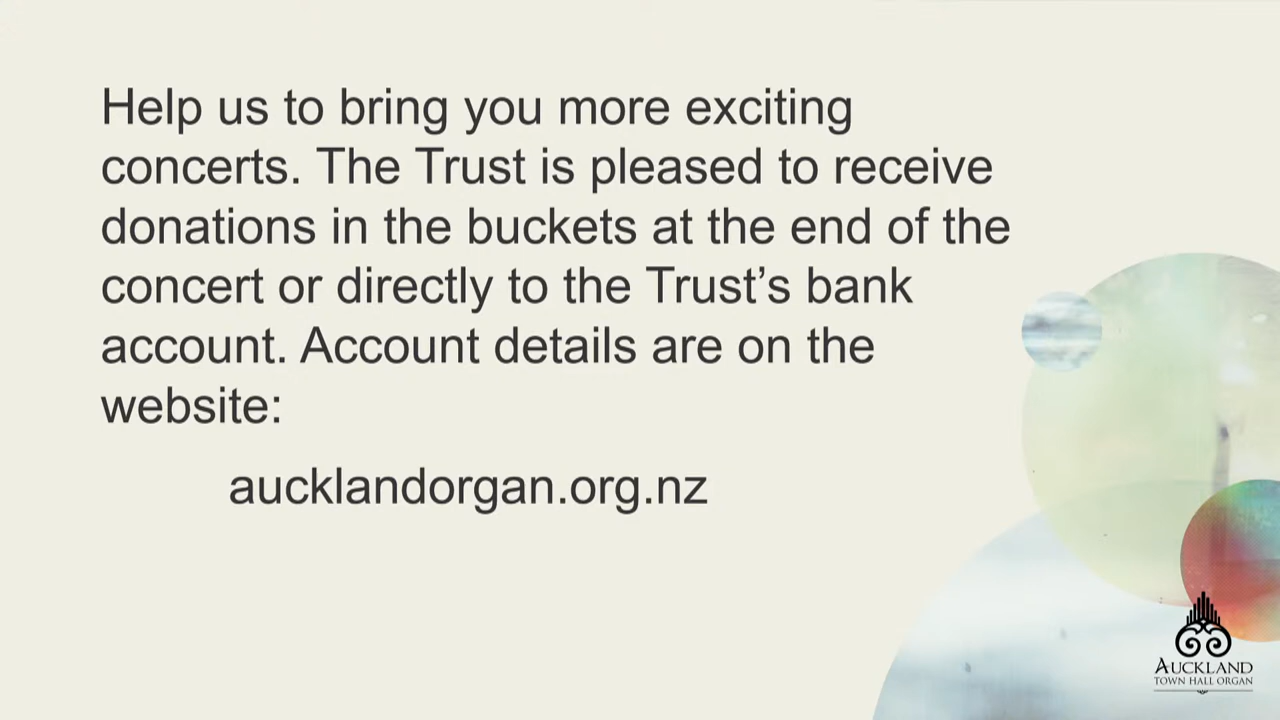 Help us to bring you more exciting
concerts. The Trust is pleased to receive
donations in the buckets at the end of the
concert or directly to the Trust’s bank
account. Account details are on the
website:
aucklandorgan.org.nz
AUCKLAND
TOWN HALL ORGAN